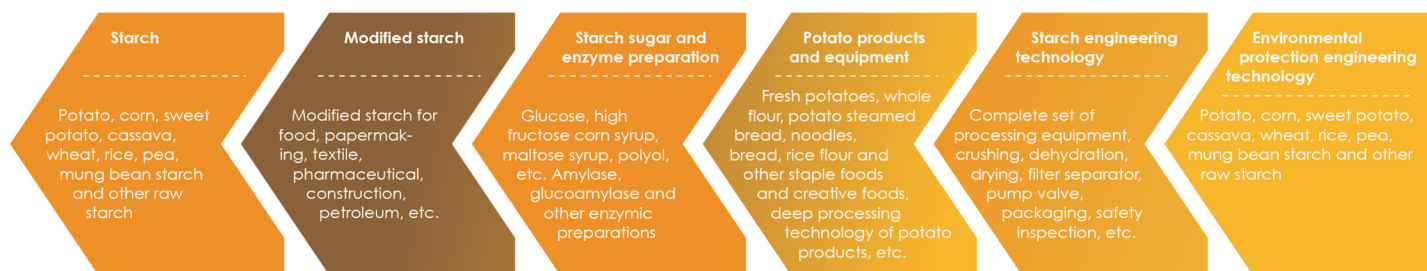 Starch
Potato, corn, sweet
potato, cassava,
wheat, rice, pea,
mung bean starch
and other raw
starch
Modified starch
Modified starch for
food, papermak-
ing, textile,
pharmaceutical,
construction,
petroleum, etc.
Starch sugar and
enzyme preparation
Glucose, high
fructose corn syrup,
maltose syrup, polyol,
etc. Amylase,
glucoamylase and
other enzymic
preparations
Potato products
and equipment
Fresh potatoes, whole
flour, potato steamed
bread, noodles,
bread, rice flour and
other staple foods
and creative foods,
deep processing
technology of potato
products, etc.
Starch engineering
technology
Complete set of
processing equipment,
crushing, dehydration,
drying, filter separator,
pump valve,
packaging, safety
inspection, etc.
Environmental
protection engineering
technology
Potato, corn, sweet potato,
cassava, wheat, rice, pea,
mung bean starch and other
raw starch